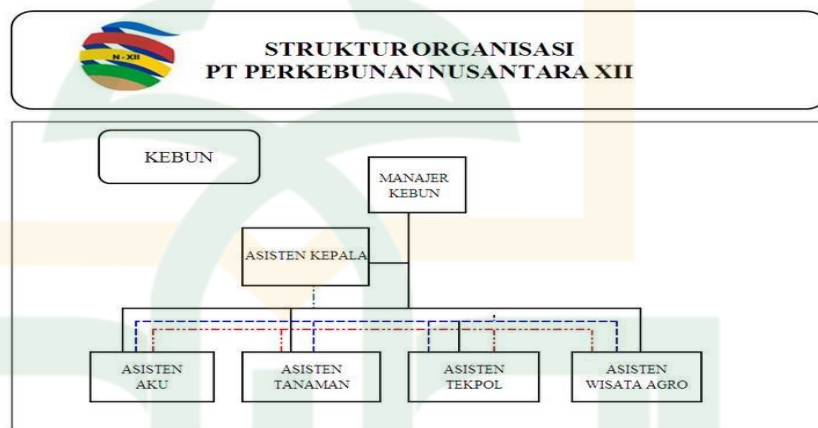 N - XII
STRUKTUR ORGANISASI
PT PERKEBUNAN NUSANTARA XII
KEBUN
MANAJER
KEBUN
ASISTEN KEPALA
ASISTEN
AKU
ASISTEN
TANAMAN
ASISTEN
TEKPOL
ASISTEN
WISATA AGRO